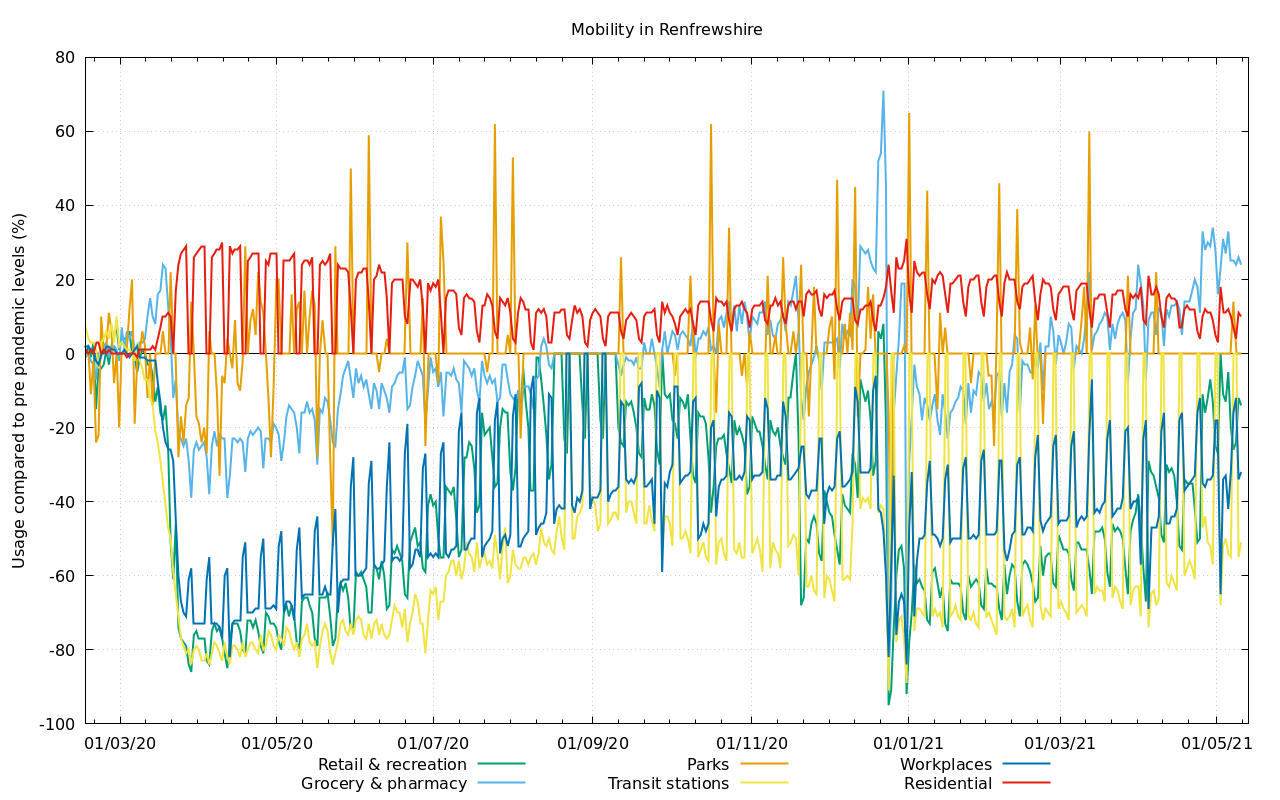 Mobility in Renfrewshire
Usage compared to pre pandemic levels (%)
80
60
40
20
0
-20
-40
-60
-80
-100
01/03/20 01/05/20 01/07/20 01/09/20 01/11/20 01/01/21 01/03/21 01/05/21
Retail & recreation Parks Workplaces
Grocery & pharmacy Transit stations Residential